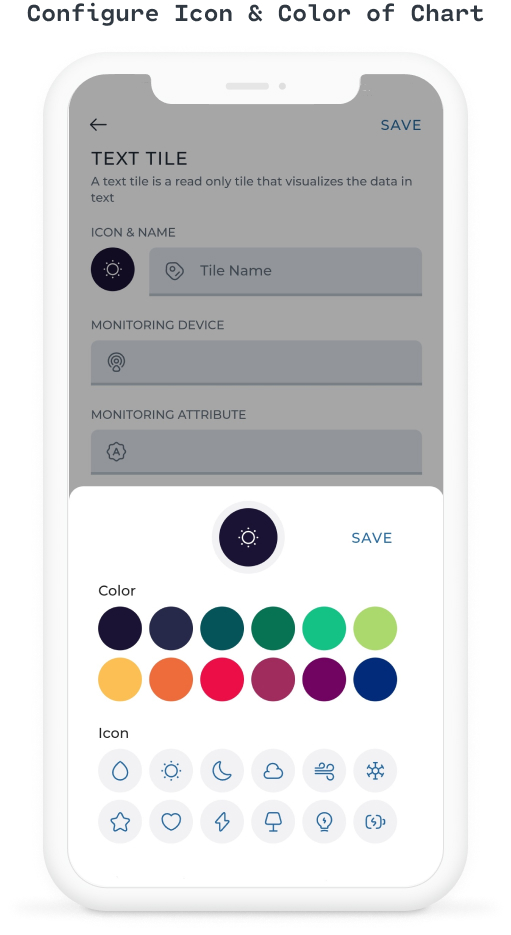 Configure Icon & Color of Chart
SAVE
TEXT TILE
A text tile is a read only tile that visualizes the data in
text
ICON & NAME
Tile Name
MONITORING DEVICE
MONITORING ATTRIBUTE
A
SAVE
Color
Icon